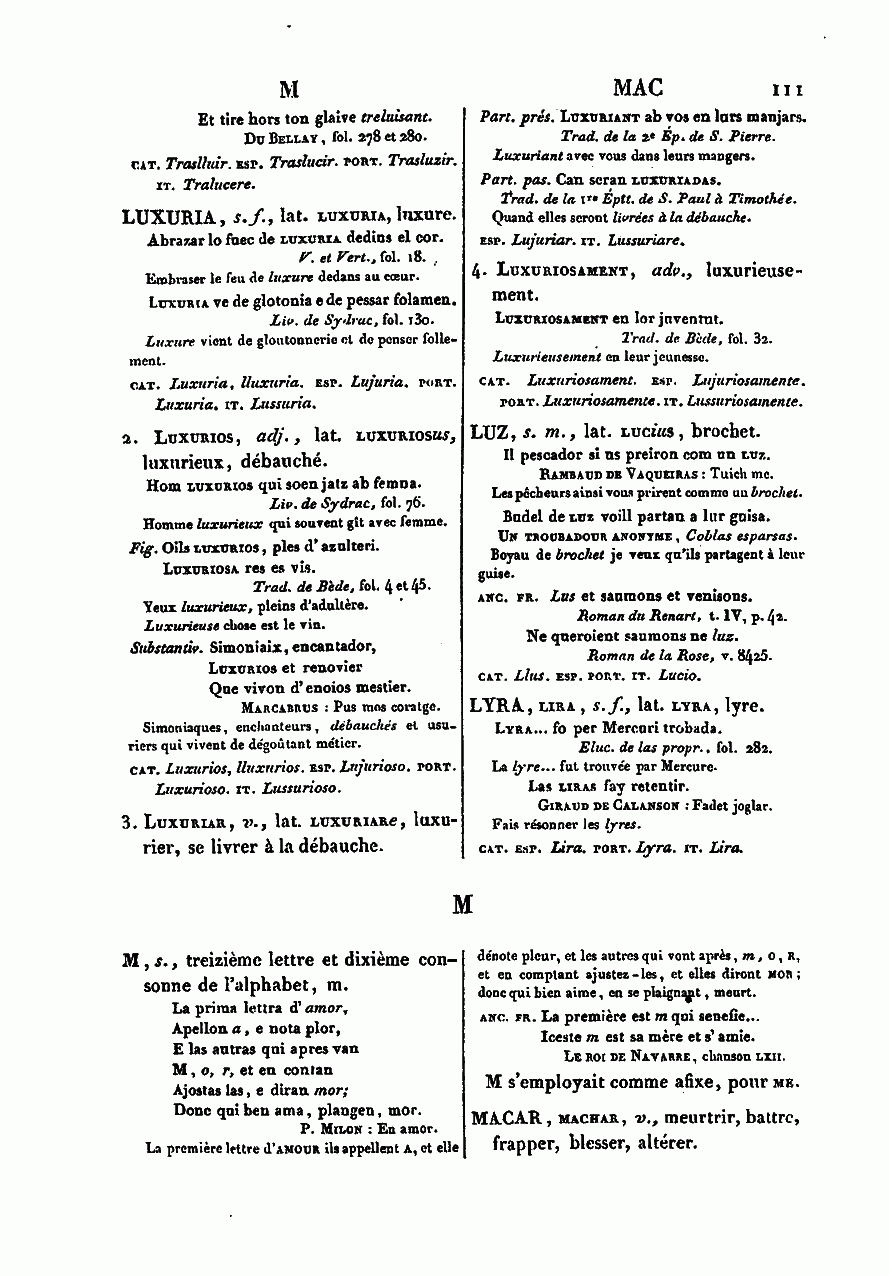 M
MAC
111
Et tire hors ton glaive treluisant.
DU BELLAY, fol. 278 et 280.
CAT. Traslluir. ESP. Traslucir. PORT. Trasluzir.
IT. Tralucere.
LUXURIA, s. f., lat. LUXURIA, luxure.
Abrazar lo fuec de LUXURIA dedins el cor.
V. et Vert., fol. 18.
Embraser le feu de luxure dedans au cœur.
LUXURIA ve de glotonia e de pessar folamen.
Liv. de Sydrac, fol. 130.
Luxure vient de gloutonnerie et de penser folle-
ment.
CAT. Luxuria, lluxuria. ESP. Lujuria. PORT.
Luxuria. IT. Lussuria.
2. LUXURIOS, adj., lat. LUXURIOSUS,
luxurieux, débauché.
Hom LUXURIOS qui soen jatz ab femna.
Liv. de Sydrac, fol. 76.
Homme luxurieux qui souvent gît avec femme.
Fig. Oils LUXURIOS, ples d'azulteri.
LUXURIOSA res es vis.
Trad. de Bède, fol. 4 et 45.
Yeux luxurieux, pleins d'adultère.
Luxurieuse chose est le vin.
Substantiv. Simoniaix, encantador,
LUXURIOS et renovier
Que vivon d'enoios mestier.
MARCABRUS : Pus mos coratge.
Simoniaques, enchanteurs, débauchés et usu-
riers qui vivent de dégoûtant métier.
CAT. Luxurios, lluxurios. ESP. Lujurioso. PORT.
Luxurioso. IT. Lussurioso.
3. LUXURIAR, v., lat. LUXURIARe, luxu-
rier, se livrer à la débauche.
Part. prés. LUXURIANT ab vos en lurs manjars.
Trad. de la 2e Ép. de S. Pierre.
Luxuriant avec vous dans leurs mangers.
Part. pas. Can seran LUXURIADAS.
Trad. de la 1re Épît. de S. Paul à Timothée.
Quand elles seront livrées à la débauche.
ESP. Lujuriar. IT. Lussuriare.
4. LUXURIOSAMENT, adv., luxurieuse-
ment.
LUXURIOSAMENT en lor joventut.
Trad. de Bède, fol. 32.
Luxurieusement en leur jeunesse.
CAT. Luxuriosament. ESP. Lujuriosamente.
PORT. Luxuriosamente. IT. Lussuriosamente.
LUZ, s. m., lat. LUCIUS, brochet.
Il pescador si us preiron com un LUZ.
RAMBAUD DE VAQUEIRAS : Tuich me.
Les pêcheurs ainsi vous prirent comme un brochet.
Budel de LUZ voill partan a lur guisa.
UN TROUBADOUR ANONYME, Coblas esparsas.
Boyau de brochet je veux qu'ils partagent à leur
guise.
ANC. FR. Lus et saumons et venisons.
Roman du Renart, t. IV, p. 42.
Ne queroient saumons ne luz.
Roman de la Rose, v. 8425.
CAT. Llus. ESP. PORT. IT. Lucio.
LYRA, LIRA, s. f., lat. LYRA, lyre.
LYRA... fo per Mercuri trobada.
Eluc. de las propr., fol. 282.
La lyre... fut trouvée par Mercure.
Las LIRAS fay retentir.
GIRAUD DE CALANSON : Fadet joglar.
Fais résonner les lyres.
CAT. ESP. Lira. PORT. Lyra. IT. Lira.
M
M, s., treizième lettre et dixième con-
sonne de l'alphabet, m.
La prima lettra d'amor,
Apellon a, e nota plor,
E las autras qui apres van
M, o, r, et en contan
Ajostas las, e diran mor;
Donc qui ben ama, plangen, mor.
P. MILON : En amor.
La première lettre d'AMOUR ils appellent A, et elle
dénote pleur, et les autres qui vont après, m, O, R,
et en comptant ajustez-les, et elles diront MOR;
donc qui bien aime, en se plaignant, meurt.
ANC. FR. La première est m qui senefie...
Iceste m est sa mère et s'amie.
LE ROI DE NAVARRE, chanson LXII.
M s'employait comme afixe, pour ME.
MACAR, MACHAR, v., meurtrir, battre,
frapper, blesser, altérer.